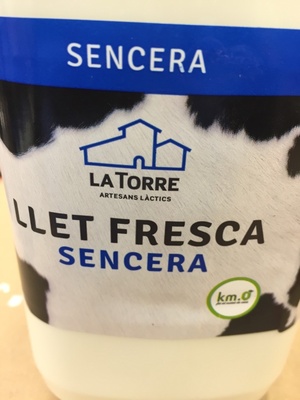 SENCERA
LA TORRE
ARTESANS LÀCTICS
LLET FRESCA
SENCERA
km.0